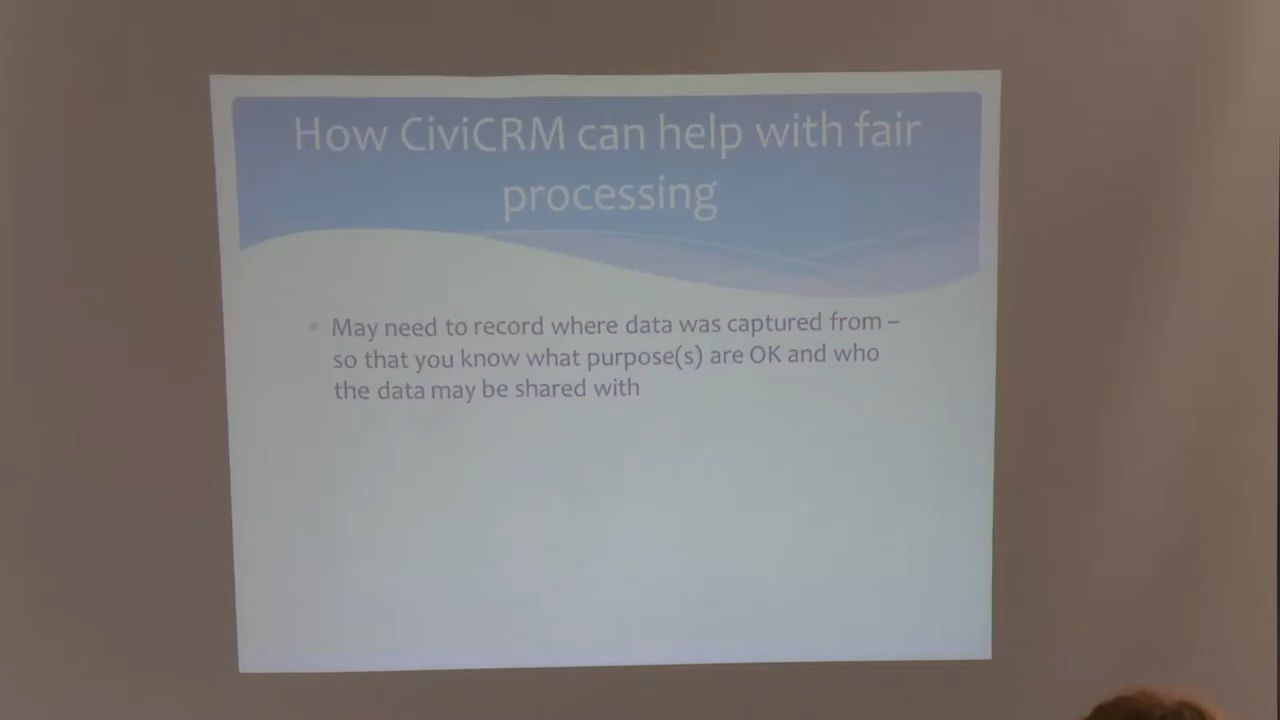 How CiviCRM can help with fair
processing
May need to record where data was captured from –
so that you know what purpose(s) are OK and who
the data may be shared with